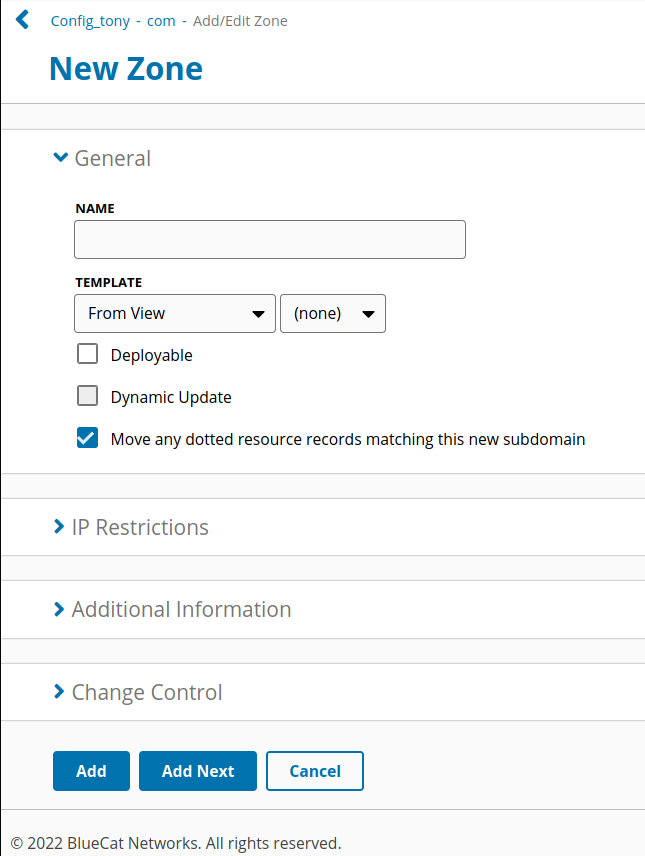 Config_tony - com - Add/Edit Zone
New Zone
General
NAME
TEMPLATE
From View (none)
Deployable
Dynamic Update
Move any dotted resource records matching this new subdomain
IP Restrictions
Additional Information
Change Control
Add Add Next Cancel
© 2022 BlueCat Networks. All rights reserved.